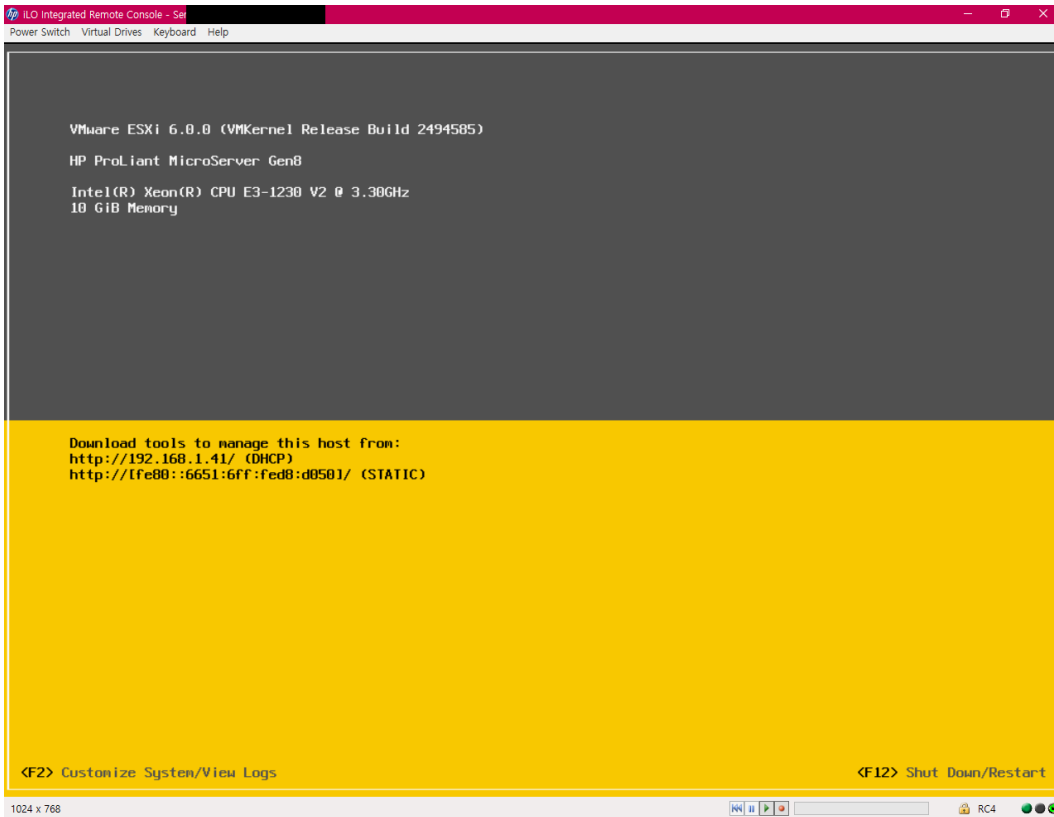 hp iLO Integrated Remote Console - Ser
Power Switch Virtual Drives Keyboard Help
VMware ESXi 6.0.0 (VMKernel Release Build 2494585)
HP ProLiant MicroServer Gen8
Intel(R) Xeon(R) CPU E3-1230 V2 @ 3.30GHz
10 GiB Memory
Download tools to manage this host from:
http://192.168.1.41/ (DHCP)
http://[fe80::6651:6ff:fed8:d050]/ (STATIC)
<F2> Customize System/View Logs
<F12> Shut Down/Restart
1024 x 768
RC4